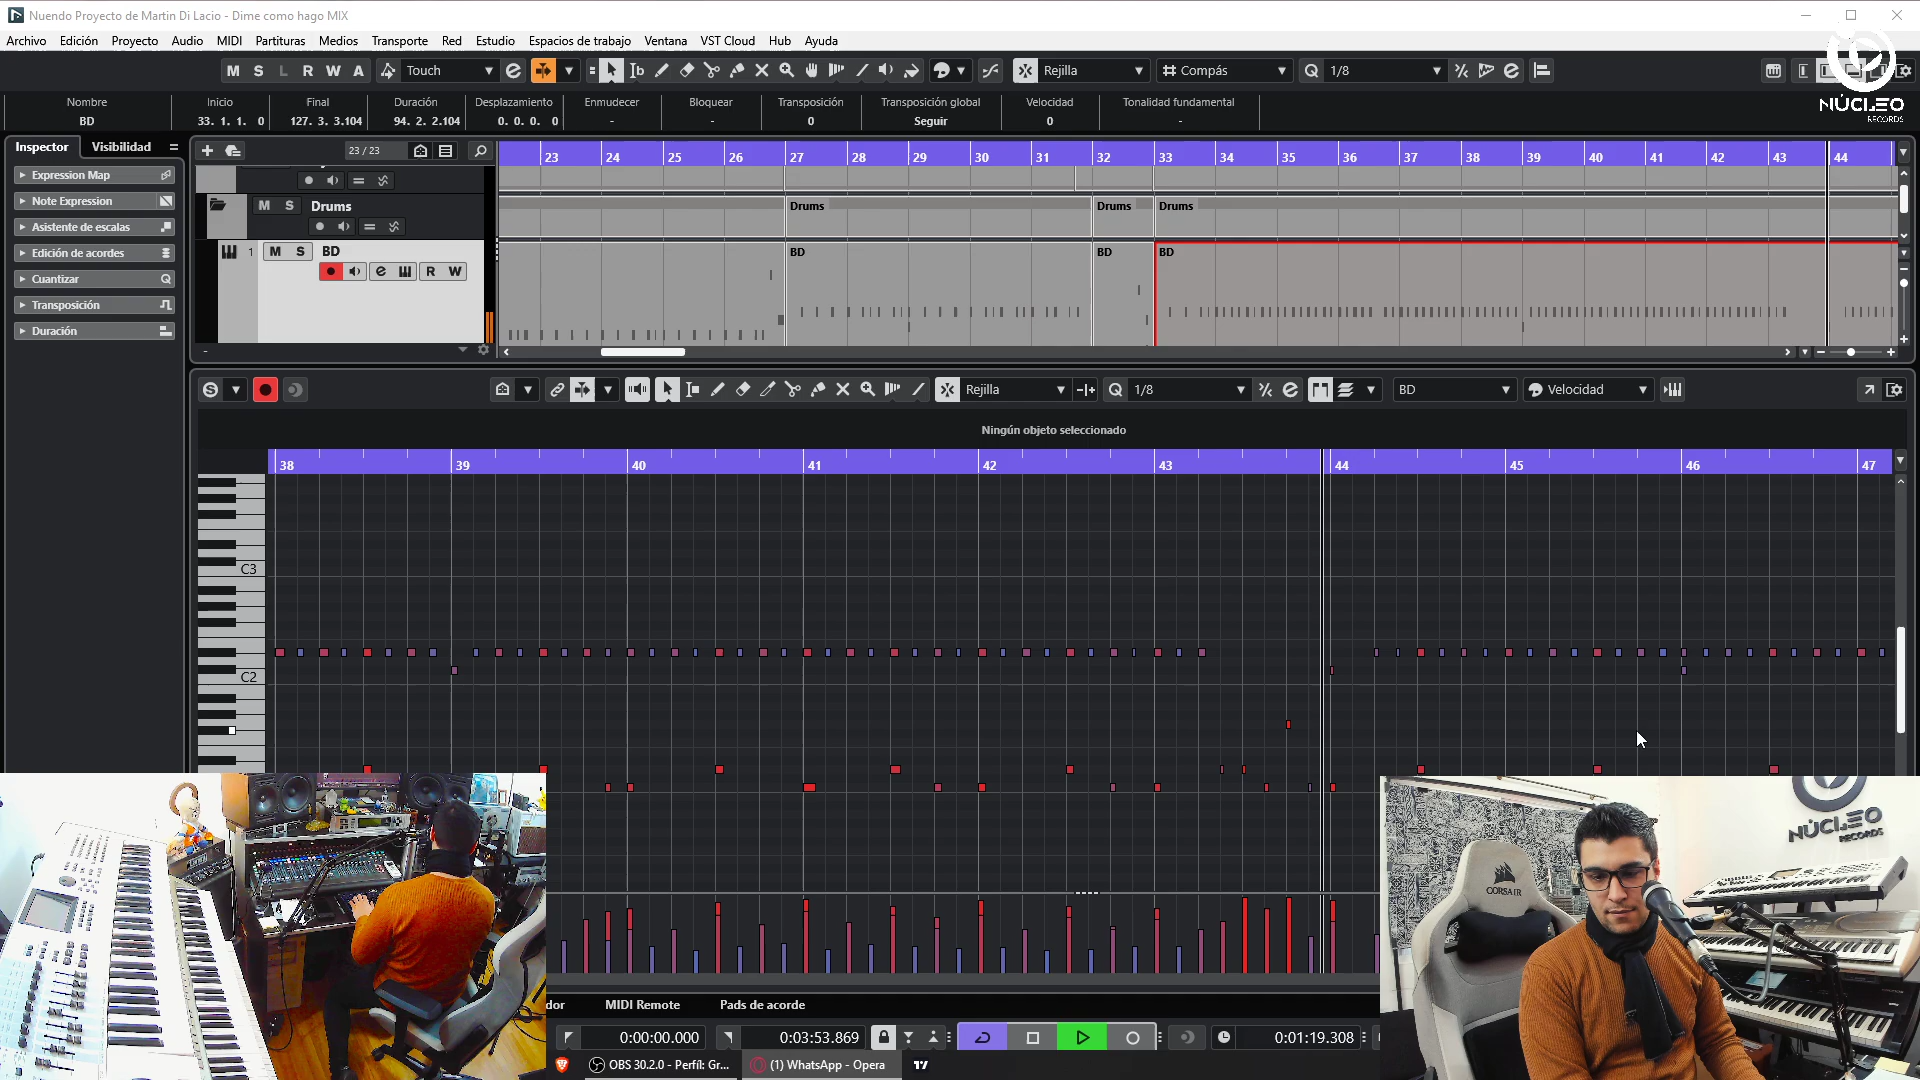 Nuendo Proyecto de Martin Di Lacio - Dime como hago MIX
Archivo Edición Proyecto Audio MIDI Partituras Medios Transporte Red Estudio Espacios de trabajo Ventana VST Cloud Hub Ayuda
M S L R W A Touch Rejilla Compás Q 1/8
NÚCLEO
RECORDS
Nombre Inicio Final Duración Desplazamiento Enmudecer Bloquear Transposición Transposición global Velocidad Tonalidad fundamental
BD 33. 1. 1. 0 127. 3. 3.104 94. 2. 2.104 0. 0. 0. 0 - - 0 Seguir 0 -
Inspector Visibilidad 23 / 23
23 24 25 26 27 28 29 30 31 32 33 34 35 36 37 38 39 40 41 42 43 44
Expression Map
Note Expression
Asistente de escalas
Edición de acordes
Cuantizar
Transposición
Duración
M S Drums Drums Drums Drums
1 M S BD BD BD BD
R W
Rejilla Q 1/8 BD Velocidad
Ningún objeto seleccionado
38 39 40 41 42 43 44 45 46 47
C3
C2
dor MIDI Remote Pads de acorde
0:00:00.000 0:03:53.869 0:01:19.308
OBS 30.2.0 - Perfil: Gr... (1) WhatsApp - Opera
CORSAIR
NÚCLEO
RECORDS